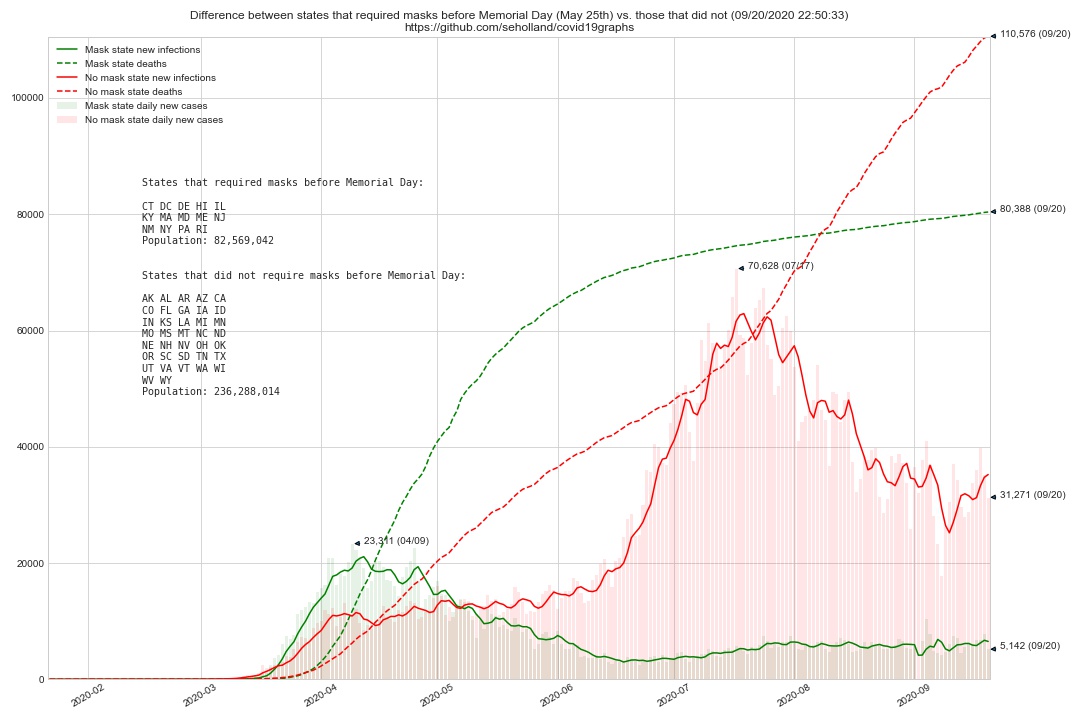 Difference between states that required masks before Memorial Day (May 25th) vs. those that did not (09/20/2020 22:50:33)
https://github.com/seholland/covid19graphs
Mask state new infections
Mask state deaths
No mask state new infections
No mask state deaths
Mask state daily new cases
No mask state daily new cases
States that required masks before Memorial Day:
CT DC DE HI IL
KY MA MD ME NJ
NM NY PA RI
Population: 82,569,042
States that did not require masks before Memorial Day:
AK AL AR AZ CA
CO FL GA IA ID
IN KS LA MI MN
MO MS MT NC ND
NE NH NV OH OK
OR SC SD TN TX
UT VA VT WA WI
WV WY
Population: 236,288,014
110,576 (09/20)
80,388 (09/20)
70,628 (07/17)
31,271 (09/20)
23,311 (04/09)
5,142 (09/20)
100000
80000
60000
40000
20000
0
2020-02
2020-03
2020-04
2020-05
2020-06
2020-07
2020-08
2020-09